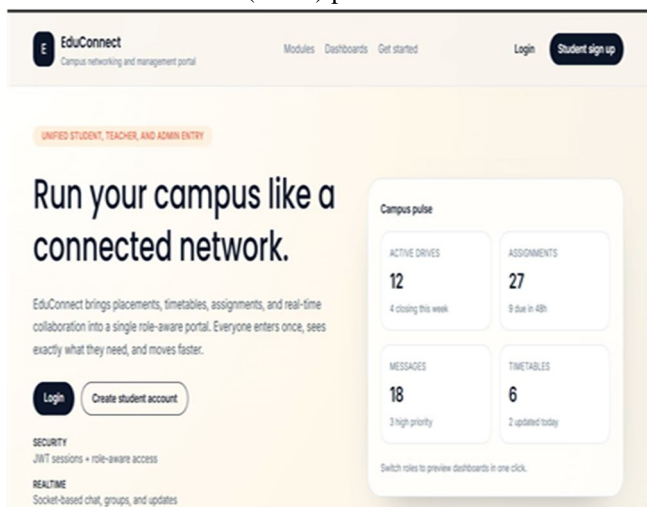 E
EduConnect
Campus networking and management portal
Modules Dashboards Get started
Login
Student sign up
UNIFIED STUDENT, TEACHER, AND ADMIN ENTRY
Run your campus like a
connected network.
EduConnect brings placements, timetables, assignments, and real-time
collaboration into a single role-aware portal. Everyone enters once, sees
exactly what they need, and moves faster.
Login
Create student account
SECURITY
JWT sessions + role-aware access
REALTIME
Socket-based chat, groups, and updates
Campus pulse
ACTIVE DRIVES
12
4 closing this week
ASSIGNMENTS
27
9 due in 48h
MESSAGES
18
3 high priority
TIMETABLES
6
2 updated today
Switch roles to preview dashboards in one click.